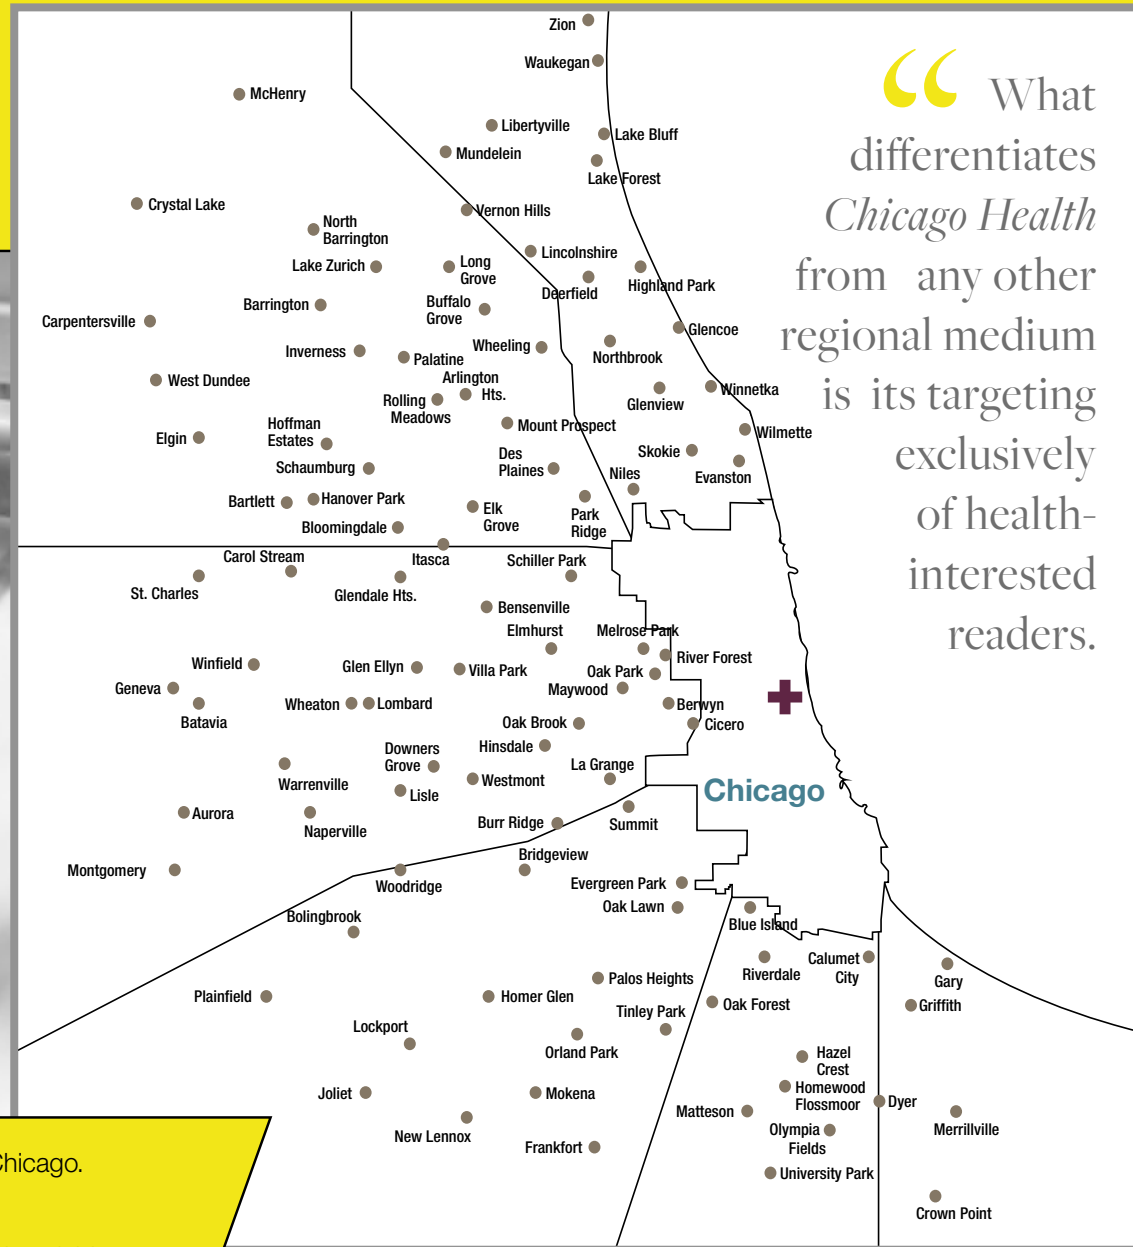 Zion
Waukegan
McHenry
Libertyville
Lake Bluff
Mundelein
Lake Forest
Crystal Lake
Vernon Hills
North
Barrington
Lincolnshire
Lake Zurich
Long
Grove
Deerfield
Highland Park
Barrington
Buffalo
Grove
Carpentersville
Glencoe
Inverness
Palatine
Wheeling
Northbrook
West Dundee
Arlington
Hts.
Rolling
Meadows
Glenview
Winnetka
Hoffman
Estates
Mount Prospect
Elgin
Wilmette
Skokie
Schaumburg
Des
Plaines
Niles
Evanston
Bartlett
Hanover Park
Elk
Grove
Park
Ridge
Bloomingdale
Itasca
Carol Stream
Schiller Park
St. Charles
Glendale Hts.
Bensenville
Elmhurst
Melrose Park
River Forest
Winfield
Glen Ellyn
Villa Park
Oak Park
Geneva
Maywood
Batavia
Wheaton
Lombard
Berwyn
Oak Brook
Cicero
Downers
Grove
Hinsdale
La Grange
Warrenville
Westmont
Lisle
Chicago
Aurora
Naperville
Burr Ridge
Summit
Montgomery
Bridgeview
Woodridge
Evergreen Park
Oak Lawn
Bolingbrook
Blue Island
Riverdale
Calumet
City
Gary
Plainfield
Homer Glen
Palos Heights
Oak Forest
Griffith
Lockport
Tinley Park
Orland Park
Hazel
Crest
Joliet
Mokena
Homewood
Flossmoor
Dyer
New Lennox
Matteson
Olympia
Fields
Merrillville
Frankfort
University Park
Crown Point
“ What
differentiates
Chicago Health
from any other
regional medium
is its targeting
exclusively
of health-
interested
readers.
Chicago.